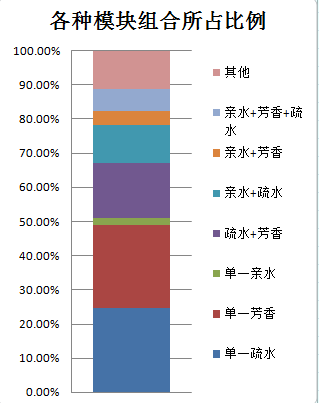 各种模块组合所占比例
100.00%
90.00%
80.00%
70.00%
60.00%
50.00%
40.00%
30.00%
20.00%
10.00%
0.00%
其他
亲水+芳香+疏
水
亲水+芳香
亲水+疏水
疏水+芳香
单一亲水
单一芳香
单一疏水